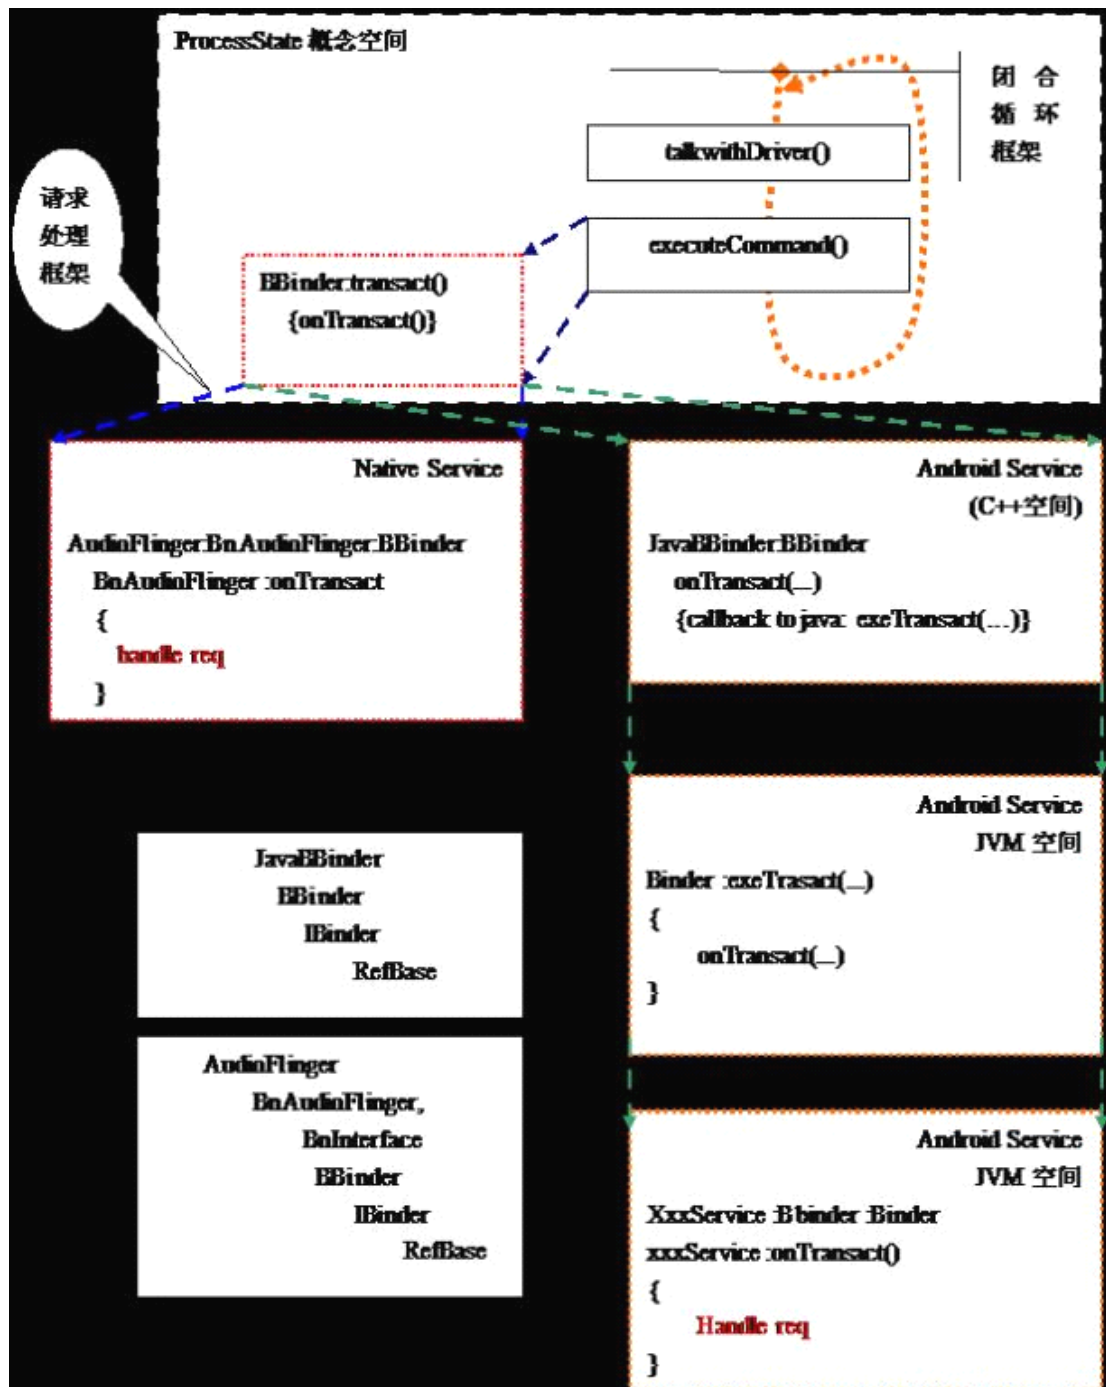 ProcessState 概念空间
闭 合
循 环
框架
talkwithDriver()
请求
处理
框架
executeCommand()
BBinder:transact()
{onTransact()}
Native Service
AudioFlinger:BnAudioFlinger:BBinder
BnAudioFlinger :onTransact
{
handle req
}
Android Service
(C++空间)
JavaBBinder:BBinder
onTransact(...)
{callback to java: exeTransact(…)}
Android Service
JVM 空间
Binder :exeTrasact(...)
{
onTransact(...)
}
JavaBBinder
BBinder
IBinder
RefBase
AudioFlinger
BnAudioFlinger,
BnInterface
BBinder
IBinder
RefBase
Android Service
JVM 空间
XxxService :Bbinder :Binder
xxxService :onTransact()
{
Handle req
}